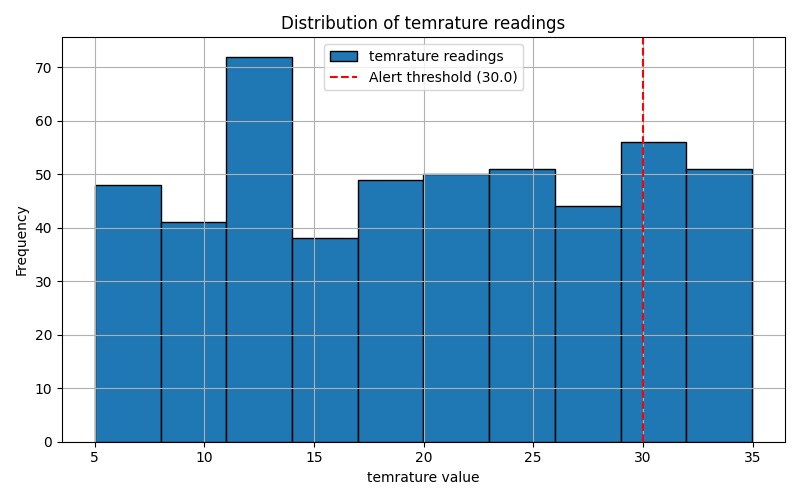 Distribution of temrature readings
temrature readings
Alert threshold (30.0)
Frequency
70
60
50
40
30
20
10
0
5 10 15 20 25 30 35
temrature value